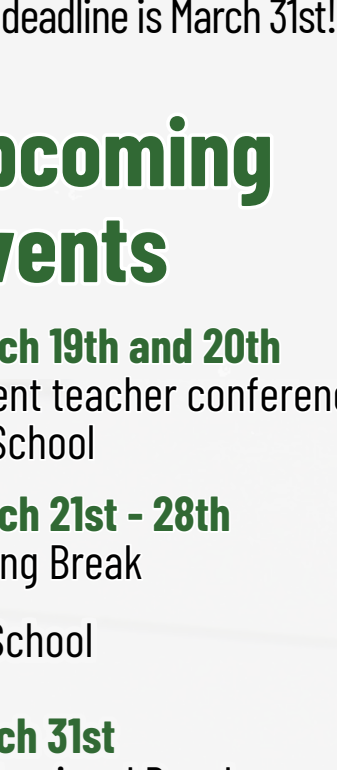 deadline is March 31st!
pcoming
vents
ch 19th and 20th
ent teacher conferenc
School
ch 21st - 28th
ng Break
School
ch 31st